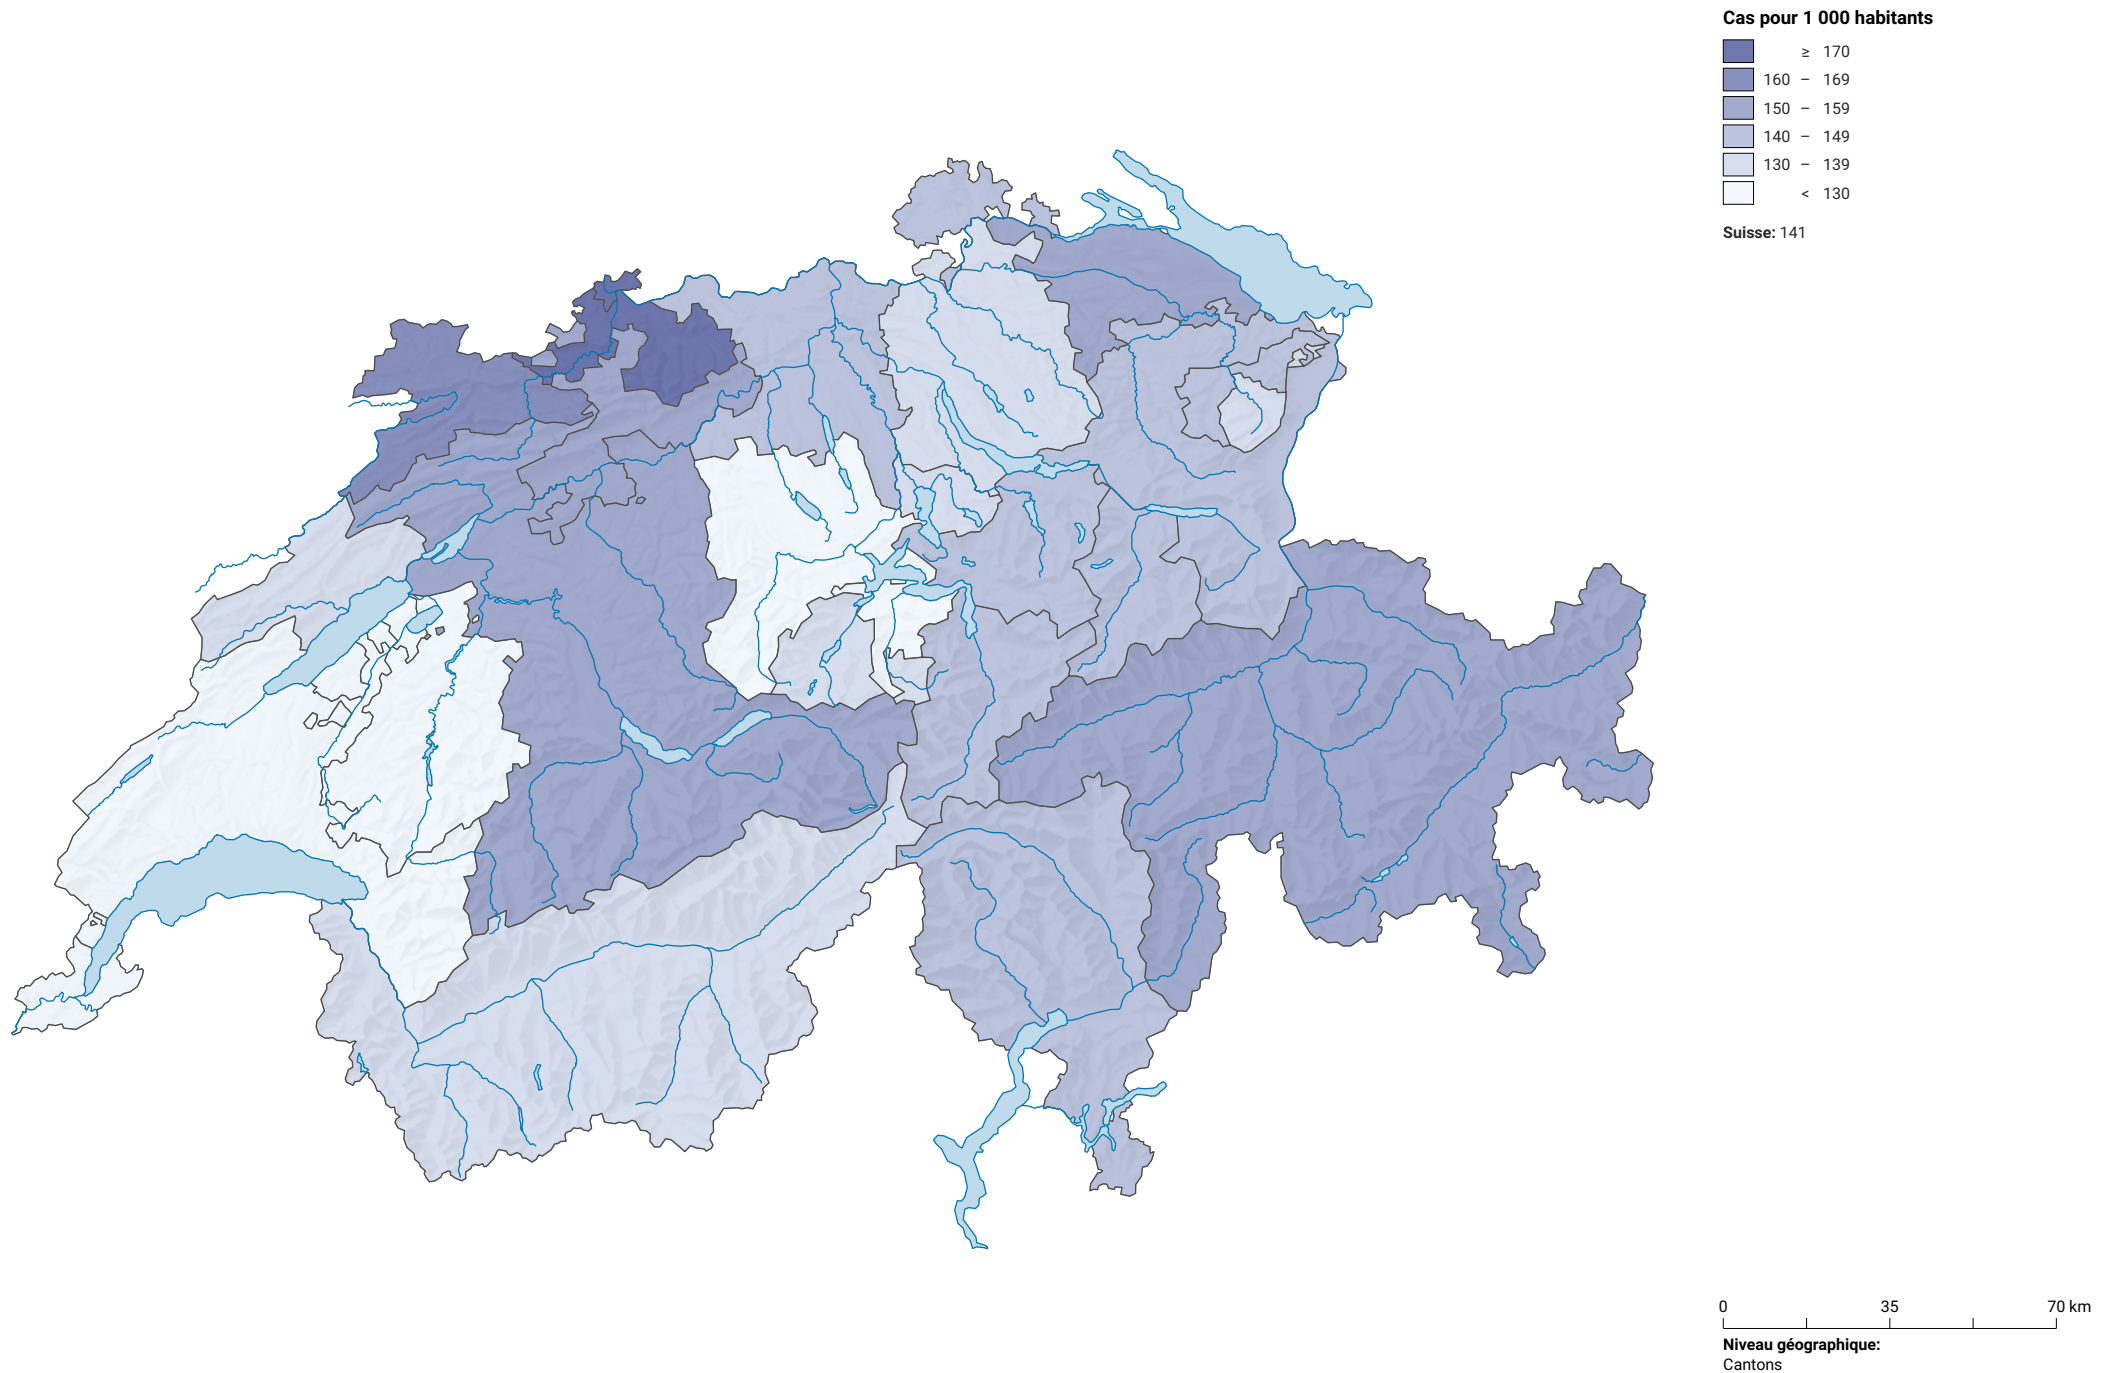 Cas pour 1 000 habitants
≥ 170
160 – 169
150 – 159
140 – 149
130 – 139
< 130
Suisse: 141
0 35 70 km
Niveau géographique:
Cantons